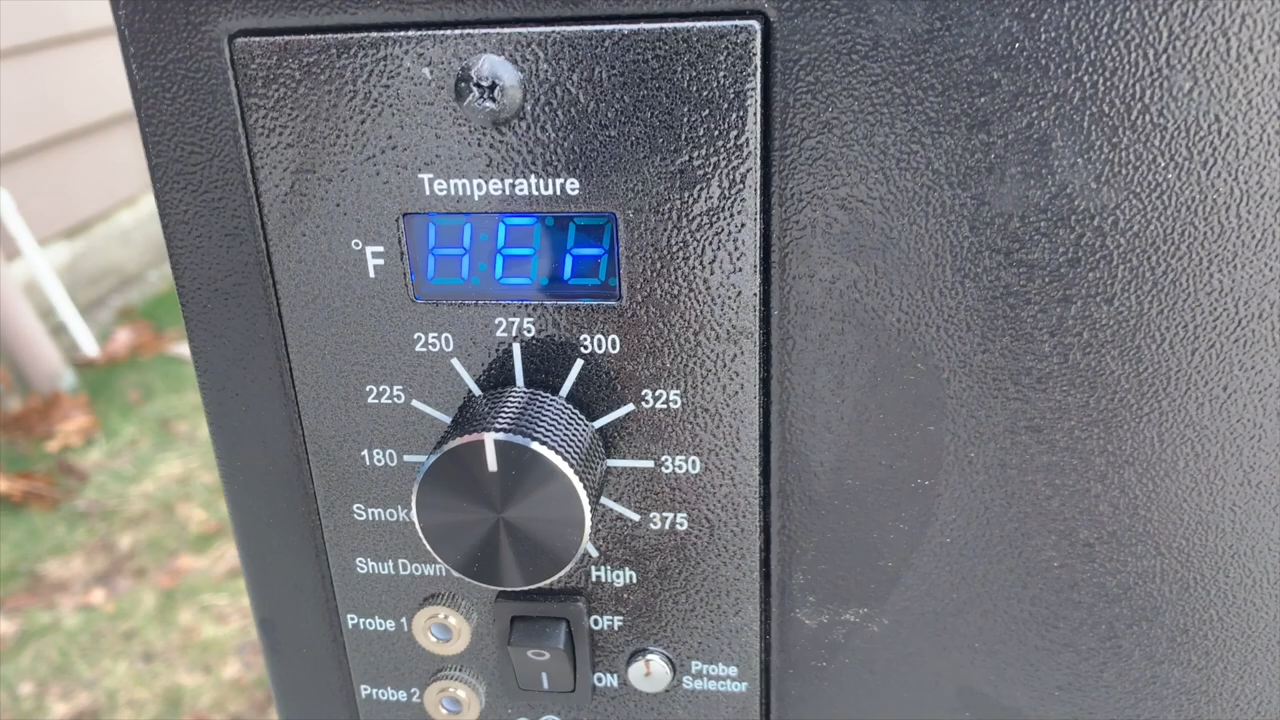 Temperature
°F
HEr
275
250
300
225
325
180
350
Smok
375
Shut Down
High
Probe 1
OFF
O
I
ON
Probe
Selector
Probe 2